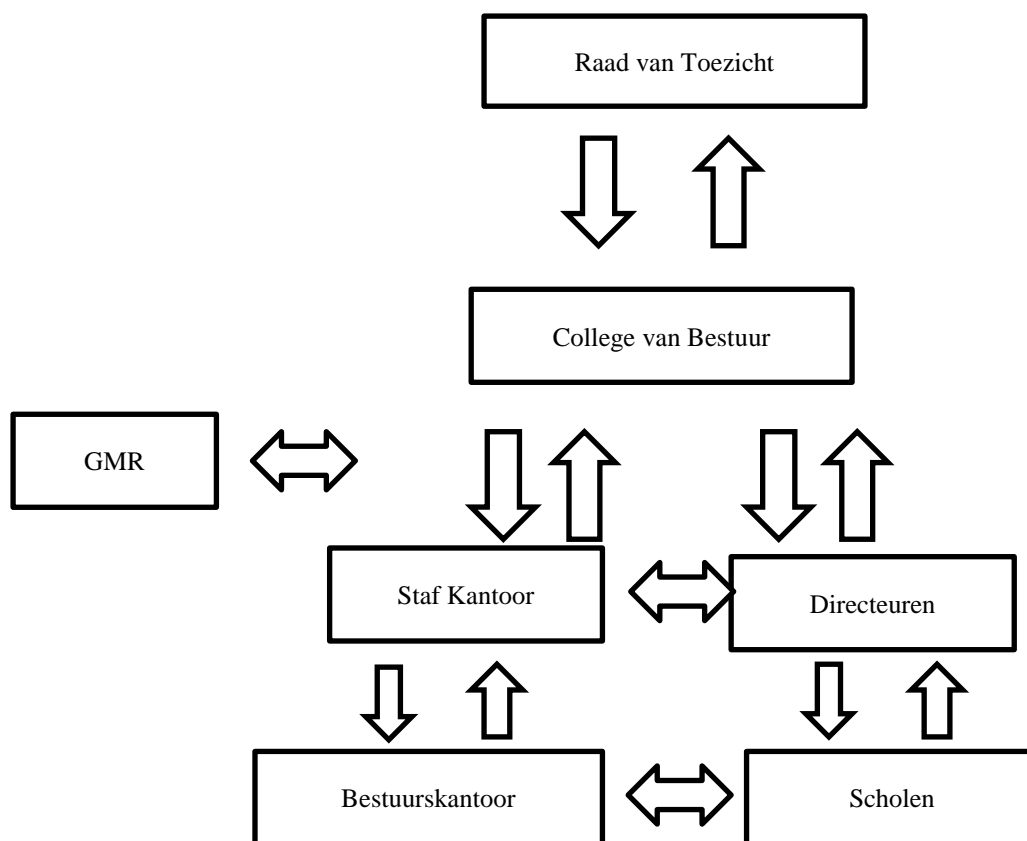 Raad van Toezicht
College van Bestuur
GMR
Staf Kantoor
Directeuren
Bestuurskantoor
Scholen